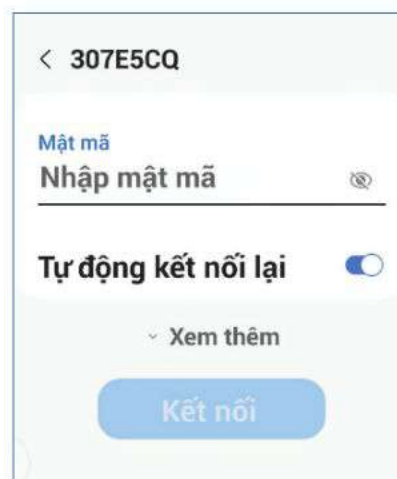 307E5CQ
Mật mã
Nhập mật mã
Tự động kết nối lại
Xem thêm
Kết nối